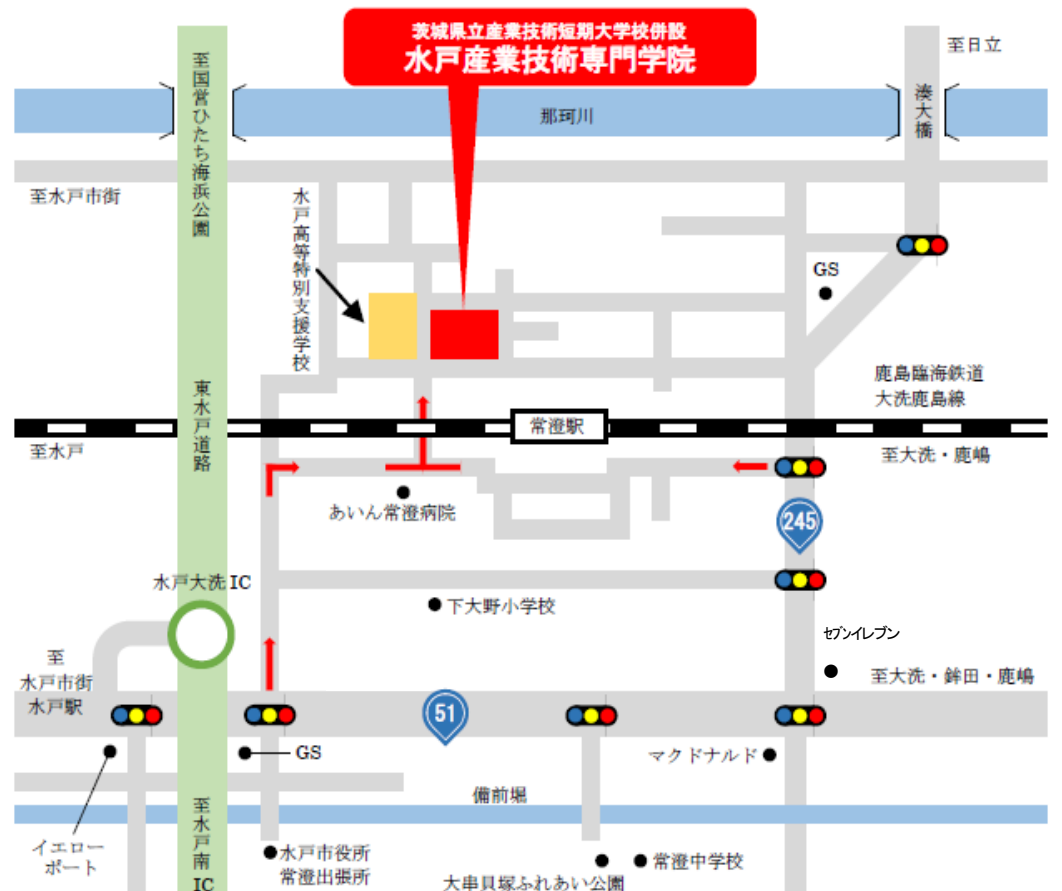 茨城県立産業技術短期大学校併設
水戸産業技術専門学院
至日立
至国営ひたち海浜公園
那珂川
湊大橋
至水戸市街
水戸高等特別支援学校
GS
東水戸道路
鹿島臨海鉄道
大洗鹿島線
常澄駅
至水戸
至大洗・鹿嶋
あいん常澄病院
245
水戸大洗IC
下大野小学校
セブンイレブン
至
水戸市街
水戸駅
至大洗・鉾田・鹿嶋
51
GS
マクドナルド
備前堀
至水戸南IC
イエロー
ポート
水戸市役所
常澄出張所
常澄中学校
大串貝塚ふれあい公園